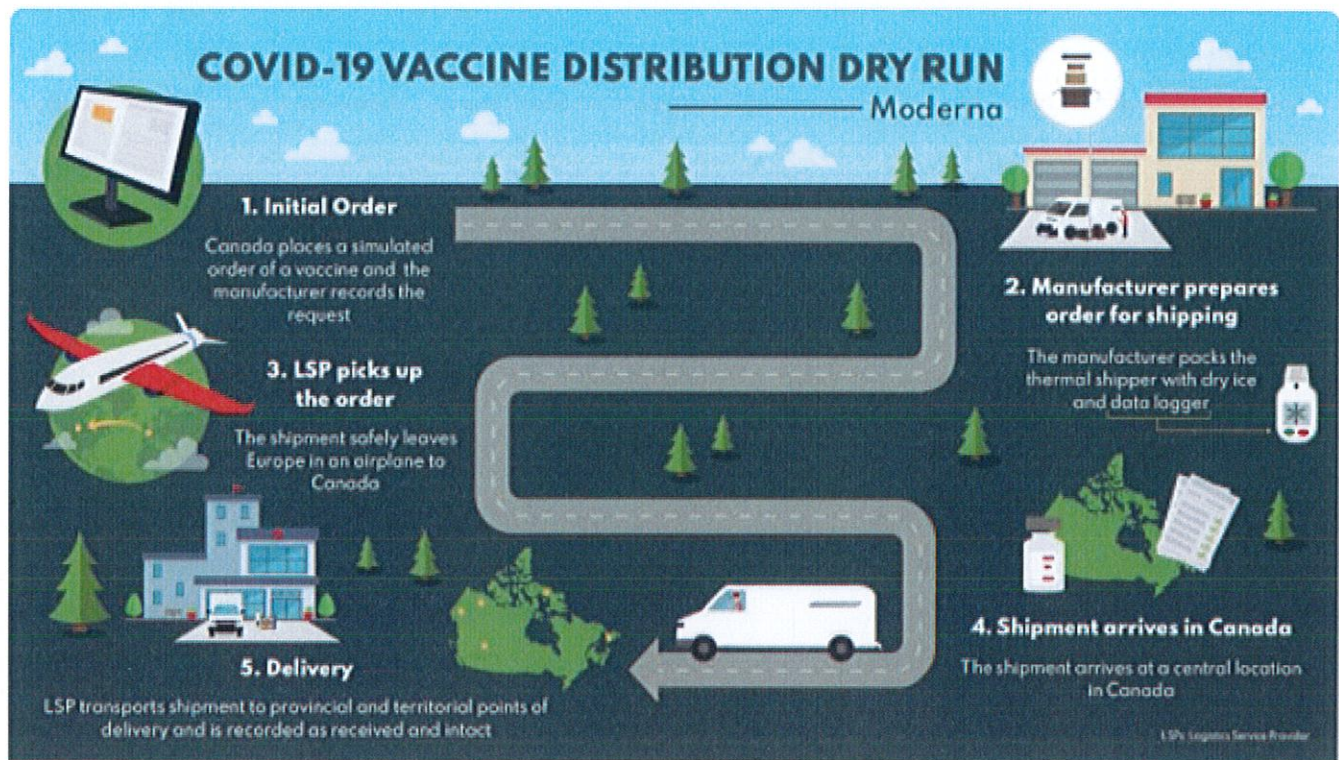 COVID-19 VACCINE DISTRIBUTION DRY RUN
Moderna
1. Initial Order
Canada places a simulated
order of a vaccine and the
manufacturer records the
request
2. Manufacturer prepares
order for shipping
The manufacturer packs the
thermal shipper with dry ice
and data logger
3. LSP picks up
the order
The shipment safely leaves
Europe in an airplane to
Canada
4. Shipment arrives in Canada
The shipment arrives at a central location
in Canada
5. Delivery
LSP transports shipment to provincial and territorial points of
delivery and is recorded as received and intact
LSP: Logistics Service Provider